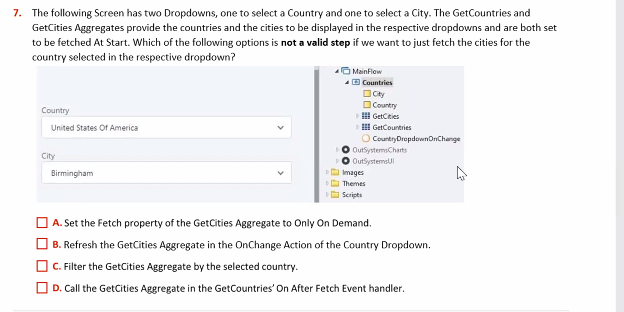 7. The following Screen has two Dropdowns, one to select a Country and one to select a City. The GetCountries and
GetCities Aggregates provide the countries and the cities to be displayed in the respective dropdowns and are both set
to be fetched At Start. Which of the following options is not a valid step if we want to just fetch the cities for the
country selected in the respective dropdown?
Country
United States Of America
City
Birmingham
MainFlow
Countries
City
Country
GetCities
GetCountries
CountryDropdownOnChange
OutSystemsCharts
OutSystemsUI
Images
Themes
Scripts
A. Set the Fetch property of the GetCities Aggregate to Only On Demand.
B. Refresh the GetCities Aggregate in the OnChange Action of the Country Dropdown.
C. Filter the GetCities Aggregate by the selected country.
D. Call the GetCities Aggregate in the GetCountries' On After Fetch Event handler.